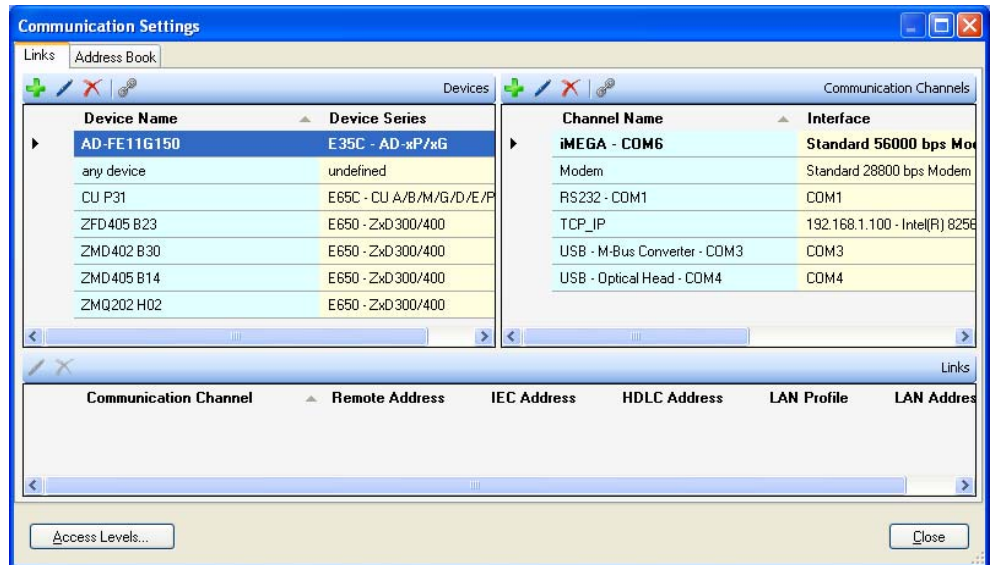 Communication Settings
Links Address Book
Devices
Device Name Device Series
AD-FE11G150 E35C - AD-xP/xG
any device undefined
CU P31 E65C - CU A/B/M/G/D/E/P
ZFD405 B23 E650 - ZxD300/400
ZMD402 B30 E650 - ZxD300/400
ZMD405 B14 E650 - ZxD300/400
ZMQ202 H02 E650 - ZxD300/400
Communication Channels
Channel Name Interface
iMEGA - COM6 Standard 56000 bps Mo
Modem Standard 28800 bps Modem
RS232 - COM1 COM1
TCP_IP 192.168.1.100 - Intel(R) 8256
USB - M-Bus Converter - COM3 COM3
USB - Optical Head - COM4 COM4
Links
Communication Channel Remote Address IEC Address HDLC Address LAN Profile LAN Addres
Access Levels... Close